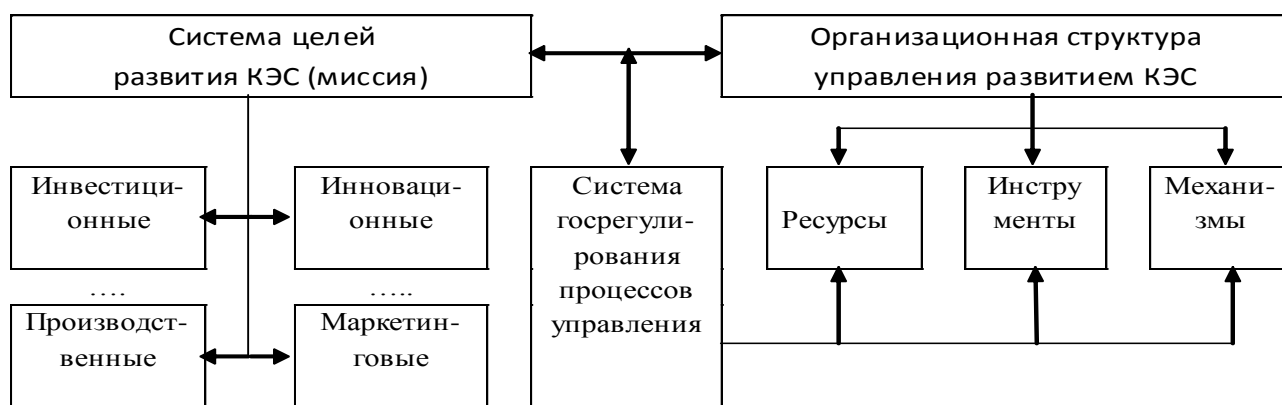 Система целей
развития КЭС (миссия)
Организационная структура
управления развитием КЭС
Инвестици-
онные
Инноваци-
онные
Система
госрегули-
рования
процессов
управления
Ресурсы
Инстру
менты
Механи-
змы
….
…..
Производст-
венные
Маркетин-
говые